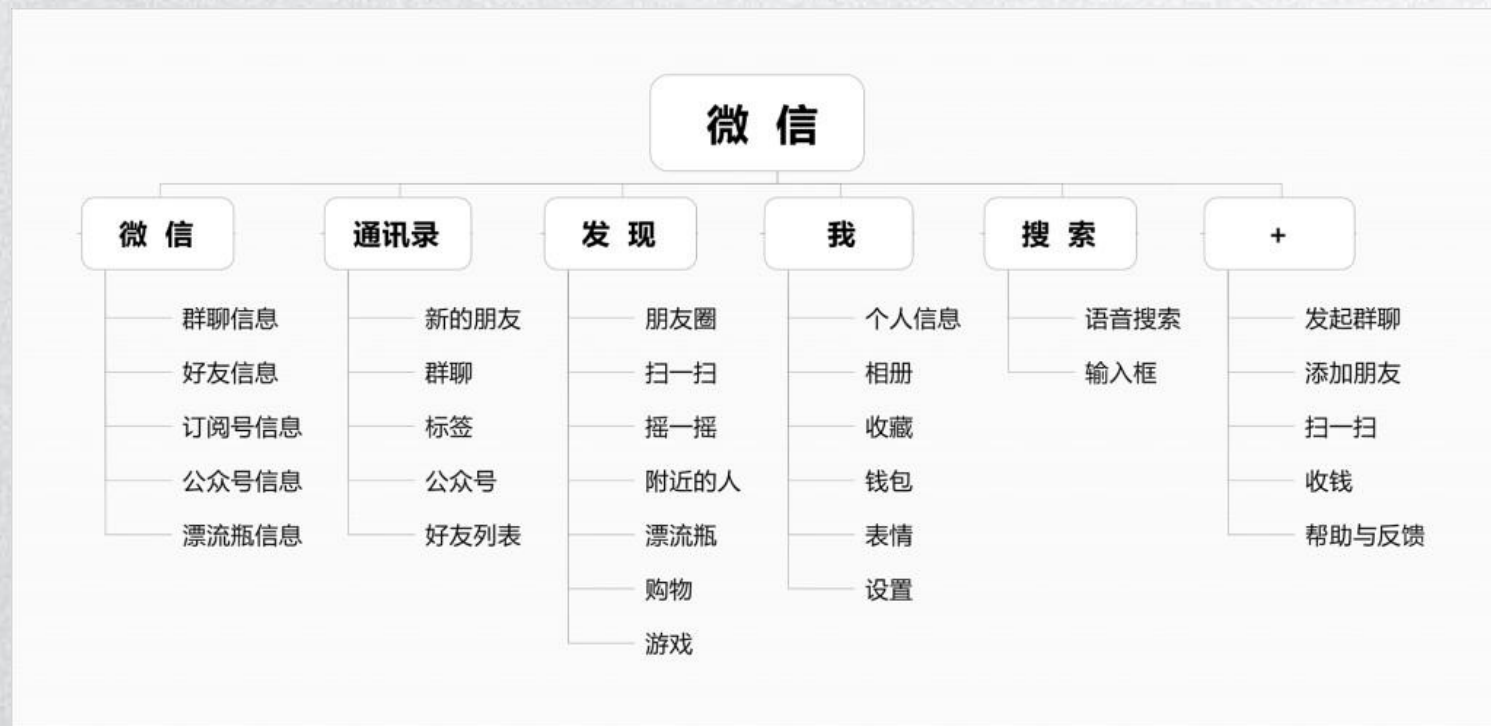 微 信
微 信
通讯录
发 现
我
搜 索
+
群聊信息
好友信息
订阅号信息
公众号信息
漂流瓶信息
新的朋友
群聊
标签
公众号
好友列表
朋友圈
扫一扫
摇一摇
附近的人
漂流瓶
购物
游戏
个人信息
相册
收藏
钱包
表情
设置
语音搜索
输入框
发起群聊
添加朋友
扫一扫
收钱
帮助与反馈